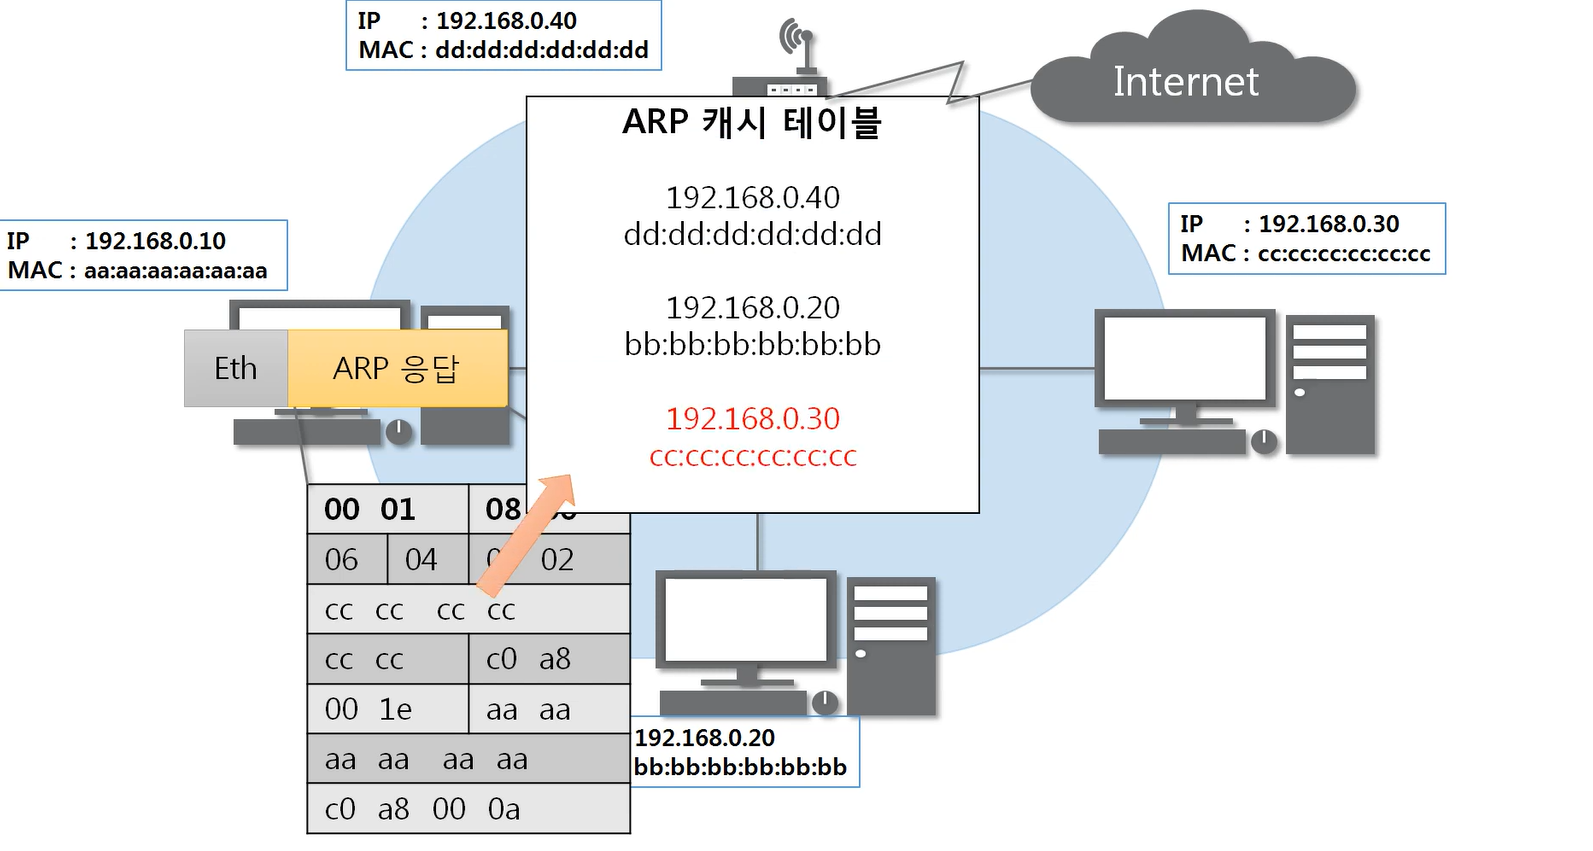 IP : 192.168.0.40
MAC : dd:dd:dd:dd:dd:dd
Internet
ARP 캐시 테이블
192.168.0.40
dd:dd:dd:dd:dd:dd
192.168.0.20
bb:bb:bb:bb:bb:bb
192.168.0.30
cc:cc:cc:cc:cc:cc
IP : 192.168.0.10
MAC : aa:aa:aa:aa:aa:aa
IP : 192.168.0.30
MAC : cc:cc:cc:cc:cc:cc
Eth
ARP 응답
00 01 08
06 04 02
cc cc cc cc
cc cc c0 a8
00 1e aa aa
aa aa aa aa
c0 a8 00 0a
192.168.0.20
bb:bb:bb:bb:bb:bb